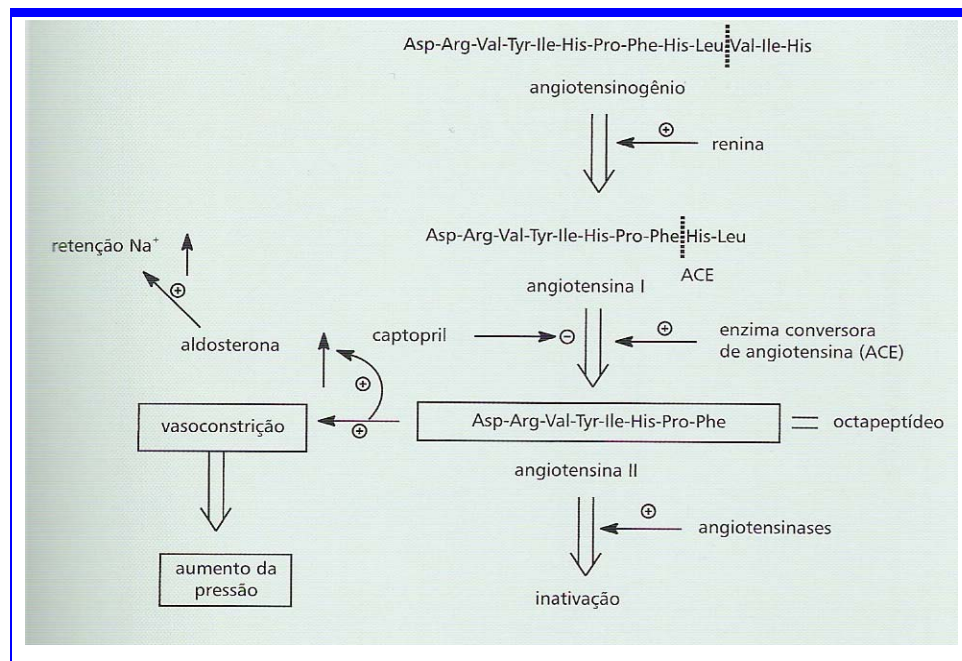 Asp-Arg-Val-Tyr-Ile-His-Pro-Phe-His-Leu Val-Ile-His
angiotensinogênio
+
renina
Asp-Arg-Val-Tyr-Ile-His-Pro-Phe His-Leu
ACE
angiotensina I
retenção Na⁺
+
aldosterona
captopril
−
+
enzima conversora
de angiotensina (ACE)
+
vasoconstrição
+
Asp-Arg-Val-Tyr-Ile-His-Pro-Phe
octapeptídeo
angiotensina II
+
angiotensinases
aumento da
pressão
inativação